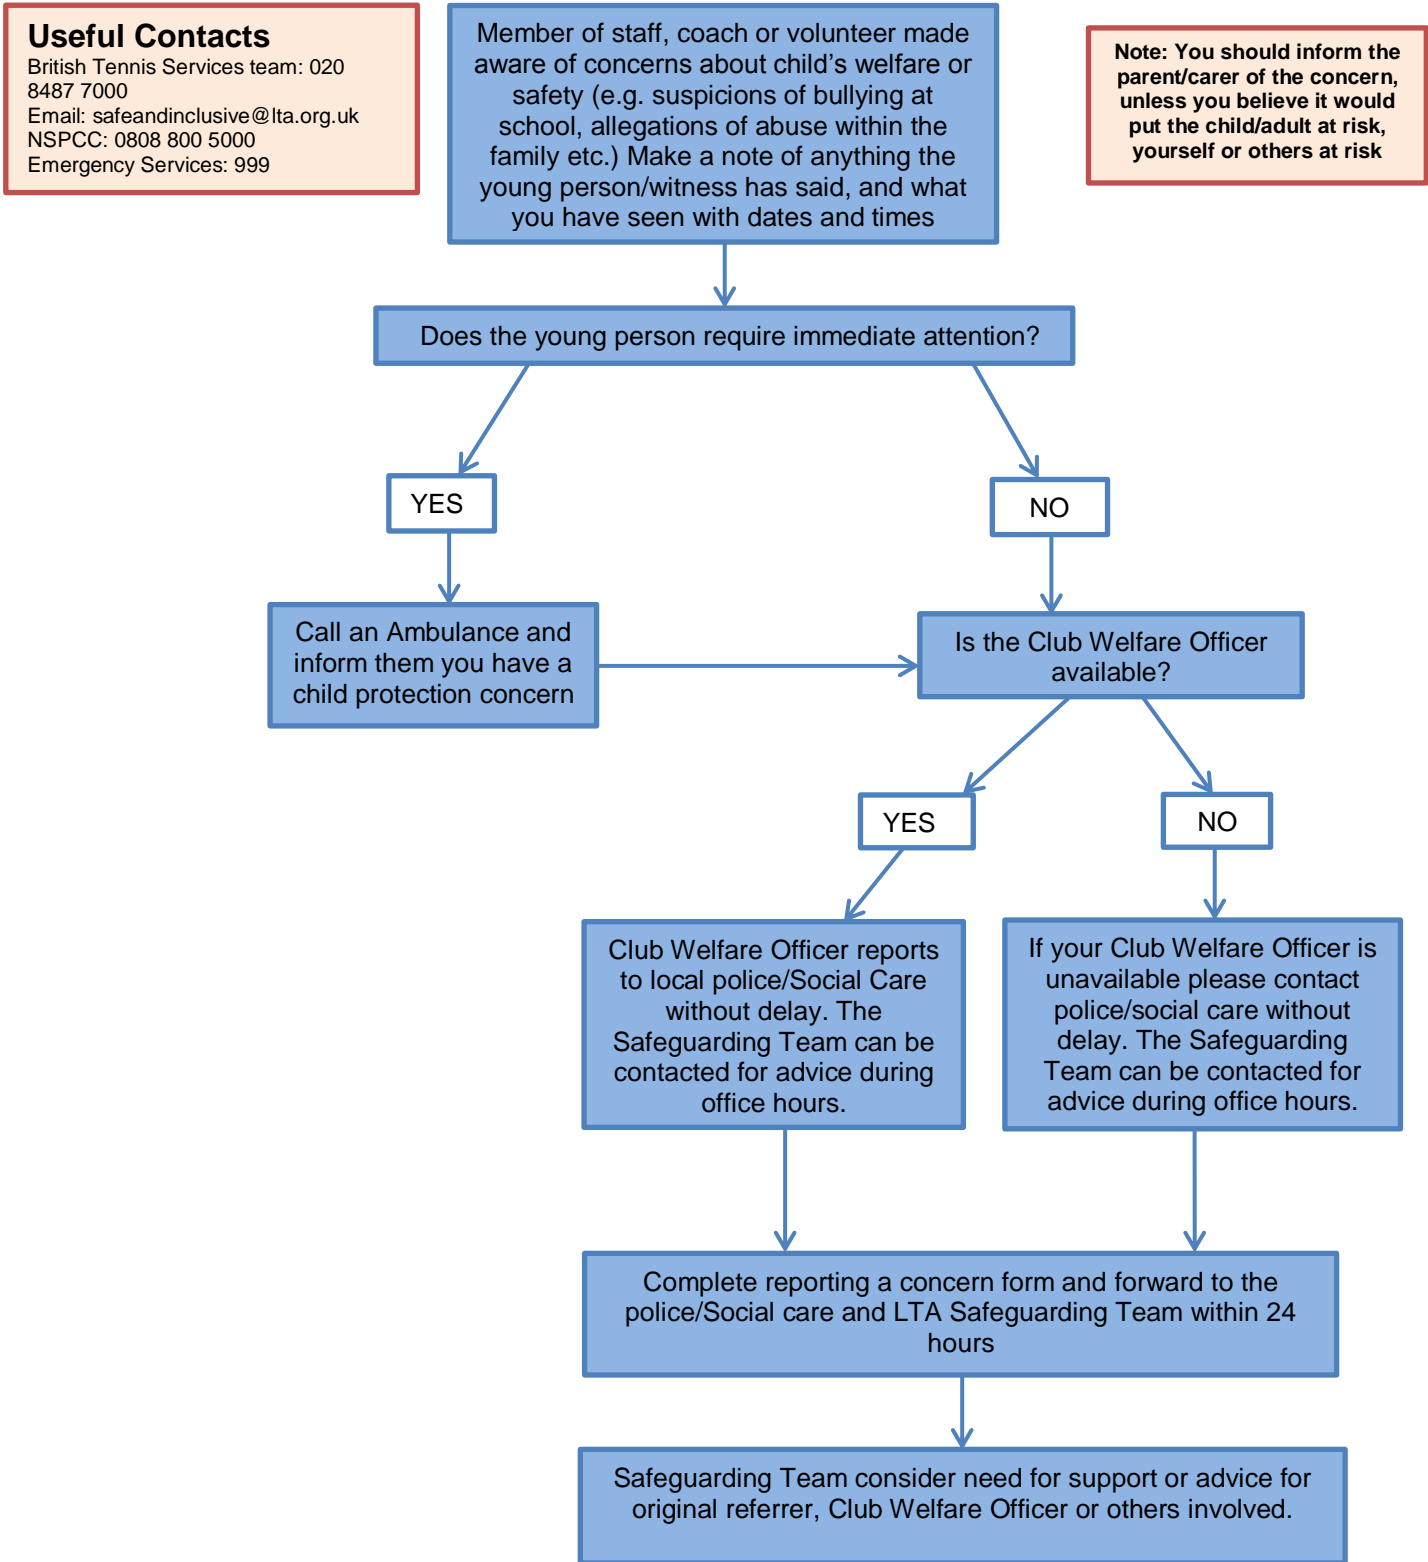 Useful Contacts
British Tennis Services team: 020
8487 7000
Email: safeandinclusive@lta.org.uk
NSPCC: 0808 800 5000
Emergency Services: 999
Member of staff, coach or volunteer made
aware of concerns about child’s welfare or
safety (e.g. suspicions of bullying at
school, allegations of abuse within the
family etc.) Make a note of anything the
young person/witness has said, and what
you have seen with dates and times
Note: You should inform the
parent/carer of the concern,
unless you believe it would
put the child/adult at risk,
yourself or others at risk
Does the young person require immediate attention?
YES
NO
Call an Ambulance and
inform them you have a
child protection concern
Is the Club Welfare Officer
available?
YES
NO
Club Welfare Officer reports
to local police/Social Care
without delay. The
Safeguarding Team can be
contacted for advice during
office hours.
If your Club Welfare Officer is
unavailable please contact
police/social care without
delay. The Safeguarding
Team can be contacted for
advice during office hours.
Complete reporting a concern form and forward to the
police/Social care and LTA Safeguarding Team within 24
hours
Safeguarding Team consider need for support or advice for
original referrer, Club Welfare Officer or others involved.